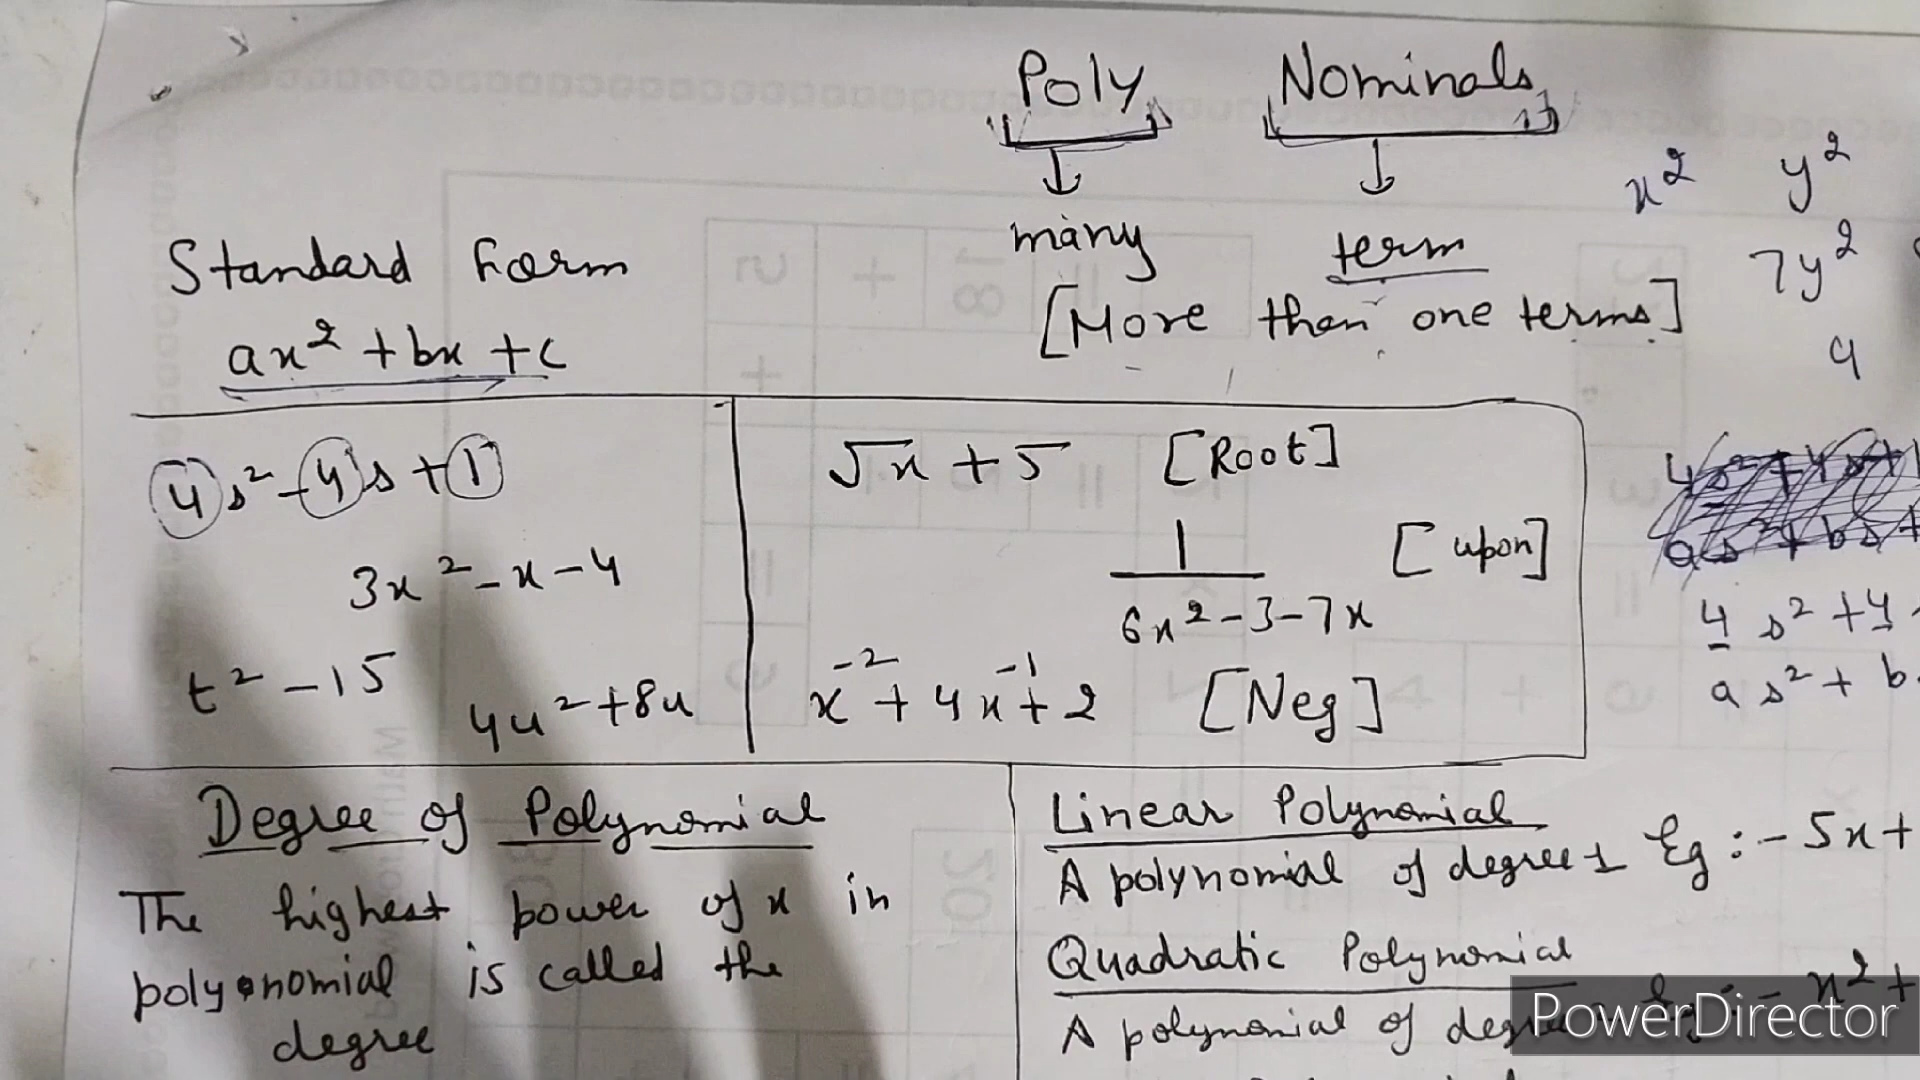 Poly Nominals
many term
[More than one terms]
x² y²
7y²
4
Standard Form
ax² + bx + c
4s² - 4s + 1
3x² - x - 4
t² - 15
4u² + 8u
√x + 5 [Root]
1 [upon]
6x² - 3 - 7x
x⁻² + 4x⁻¹ + 2 [Neg]
4s² + 4
as² + b
Degree of Polynomial
The highest power of x in
polynomial is called the
degree
Linear Polynomial
A polynomial of degree 1 Eg :- 5x +
Quadratic Polynomial
A polynomial of degree :- x² +
PowerDirector